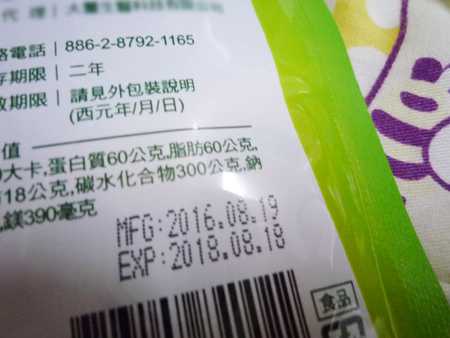 代理|大豐生醫科技有限公司
絡電話|886-2-8792-1165
存期限|二年
效期限|請見外包裝說明
(西元年/月/日)
值
大卡,蛋白質60公克,脂肪60公克,
18公克,碳水化合物300公克,鈉
,鎂390毫克
MFG:2016.08.19
EXP:2018.08.18
食品